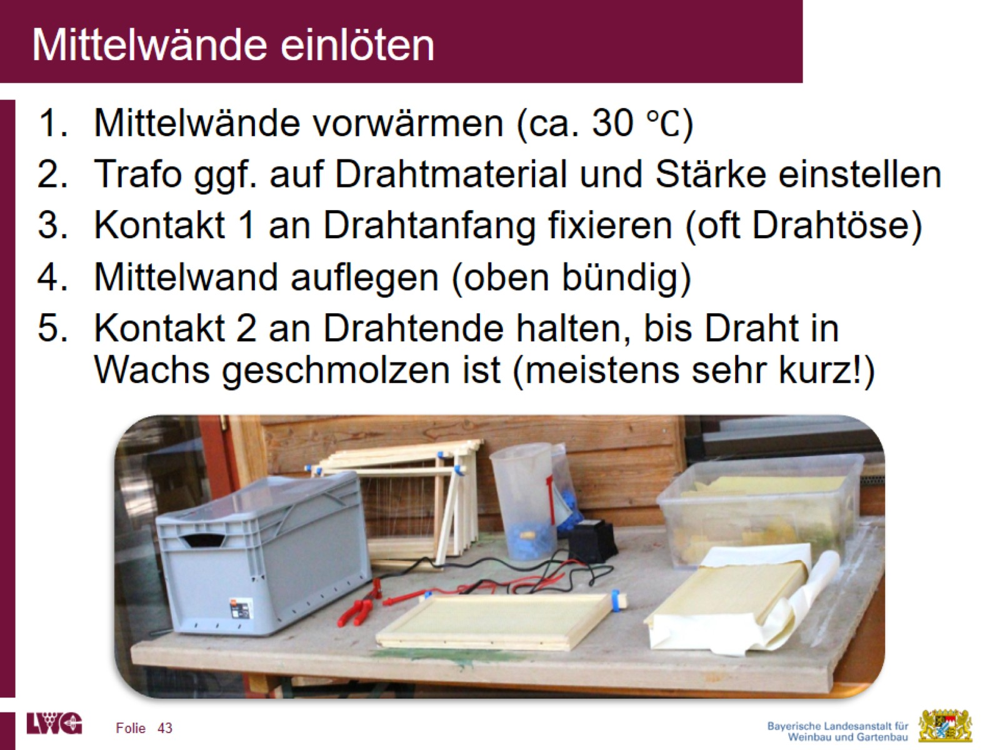 Mittelwände einlöten
1. Mittelwände vorwärmen (ca. 30 °C)
2. Trafo ggf. auf Drahtmaterial und Stärke einstellen
3. Kontakt 1 an Drahtanfang fixieren (oft Drahtöse)
4. Mittelwand auflegen (oben bündig)
5. Kontakt 2 an Drahtende halten, bis Draht in
Wachs geschmolzen ist (meistens sehr kurz!)
LWG
Folie 43
Bayerische Landesanstalt für
Weinbau und Gartenbau